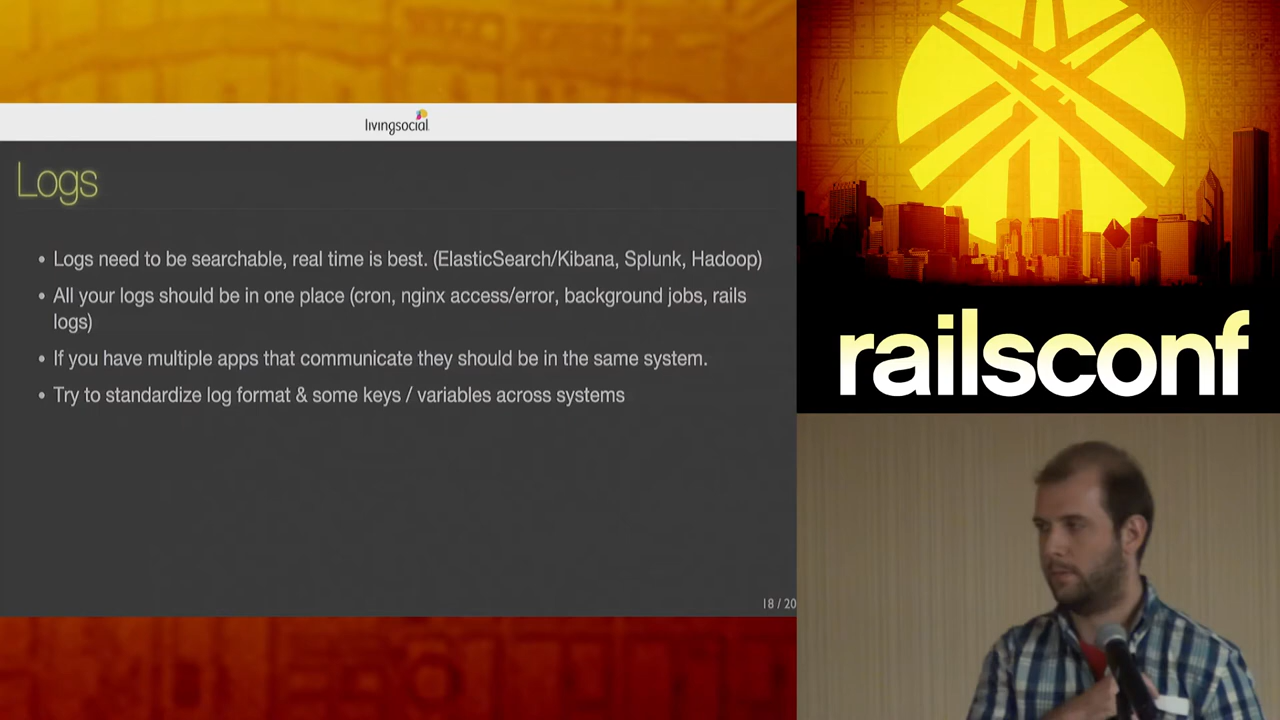 livingsocial
Logs
• Logs need to be searchable, real time is best. (ElasticSearch/Kibana, Splunk, Hadoop)
• All your logs should be in one place (cron, nginx access/error, background jobs, rails
logs)
• If you have multiple apps that communicate they should be in the same system.
• Try to standardize log format & some keys / variables across systems
18 / 20
railsconf